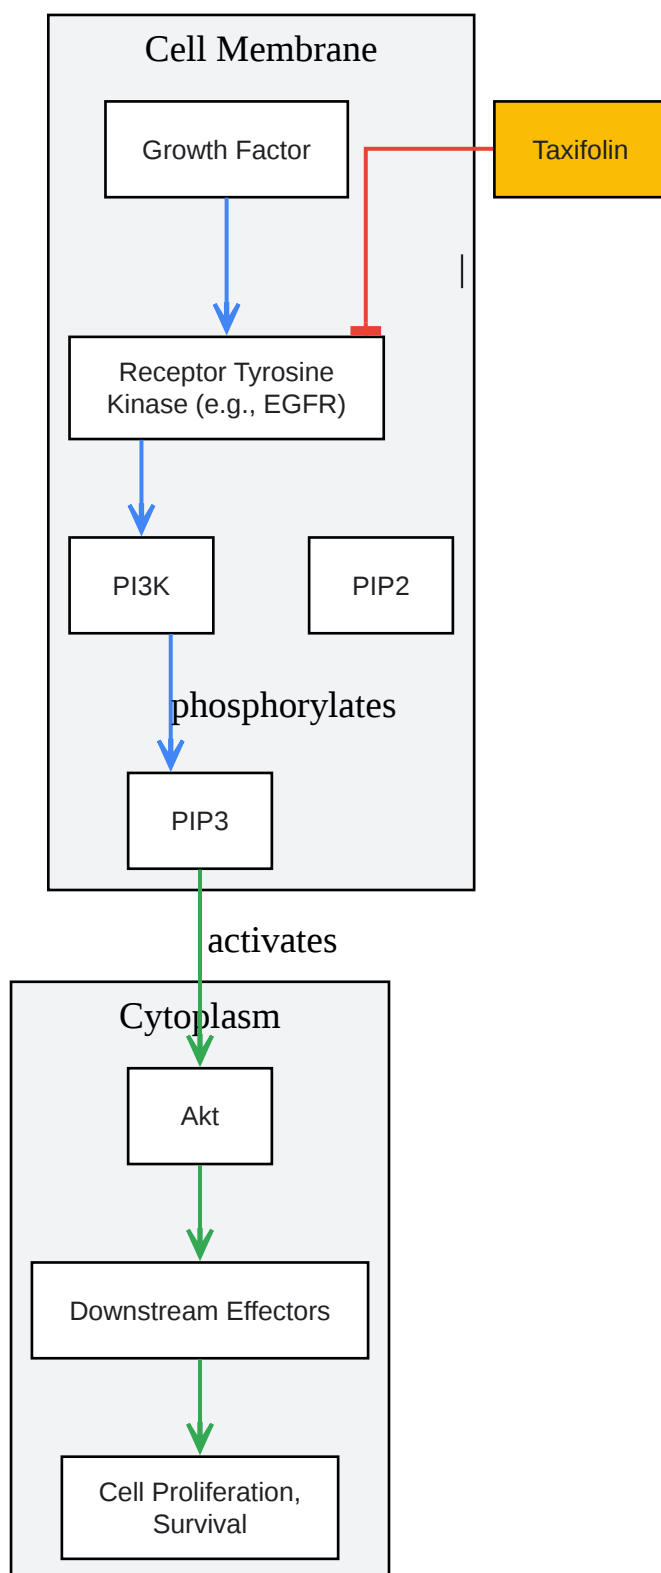 Cell Membrane
Growth Factor
Taxifolin
Receptor Tyrosine
Kinase (e.g., EGFR)
PI3K
PIP2
phosphorylates
PIP3
activates
Cytoplasm
Akt
Downstream Effectors
Cell Proliferation,
Survival